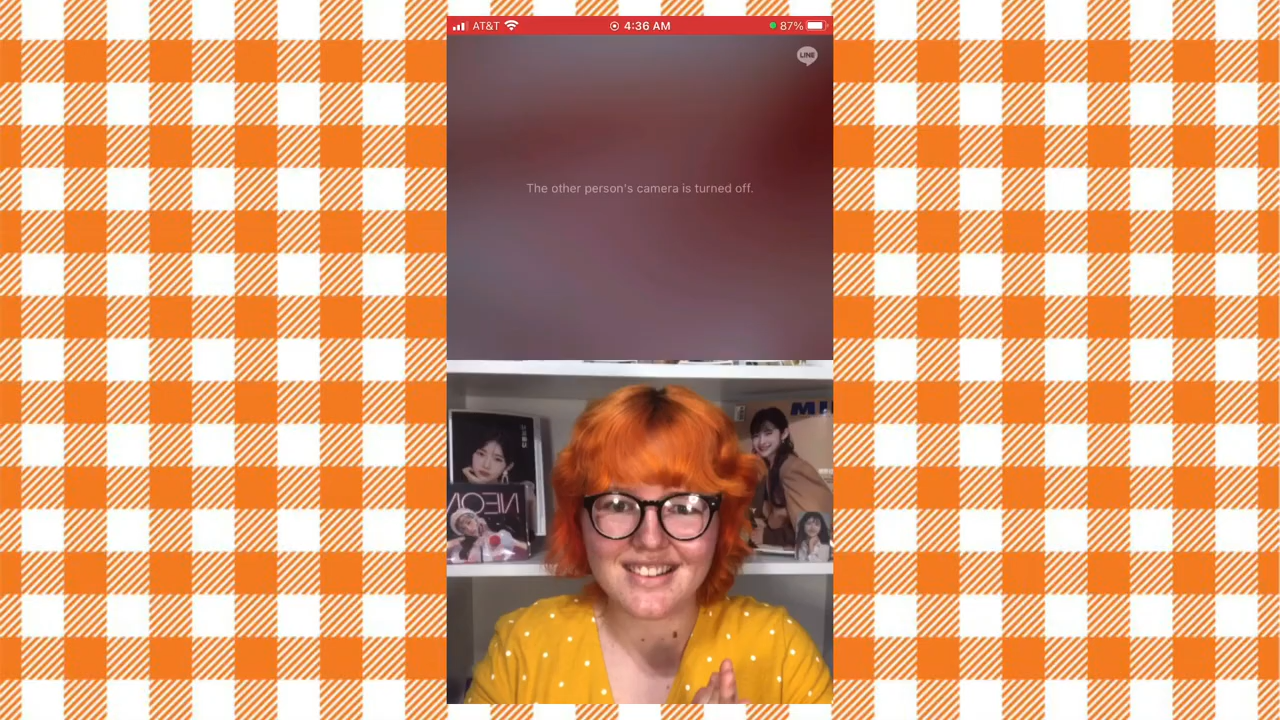 AT&T 4:36 AM 87%
LINE
The other person's camera is turned off.
NEON